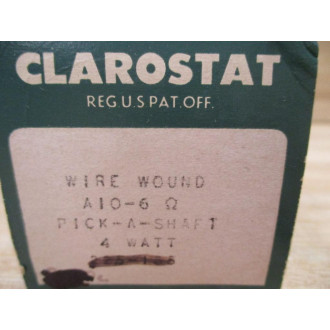 CLAROSTAT
REG U.S PAT. OFF.
WIRE WOUND
A10-6 Ω
PICK-A-SHAFT
4 WATT